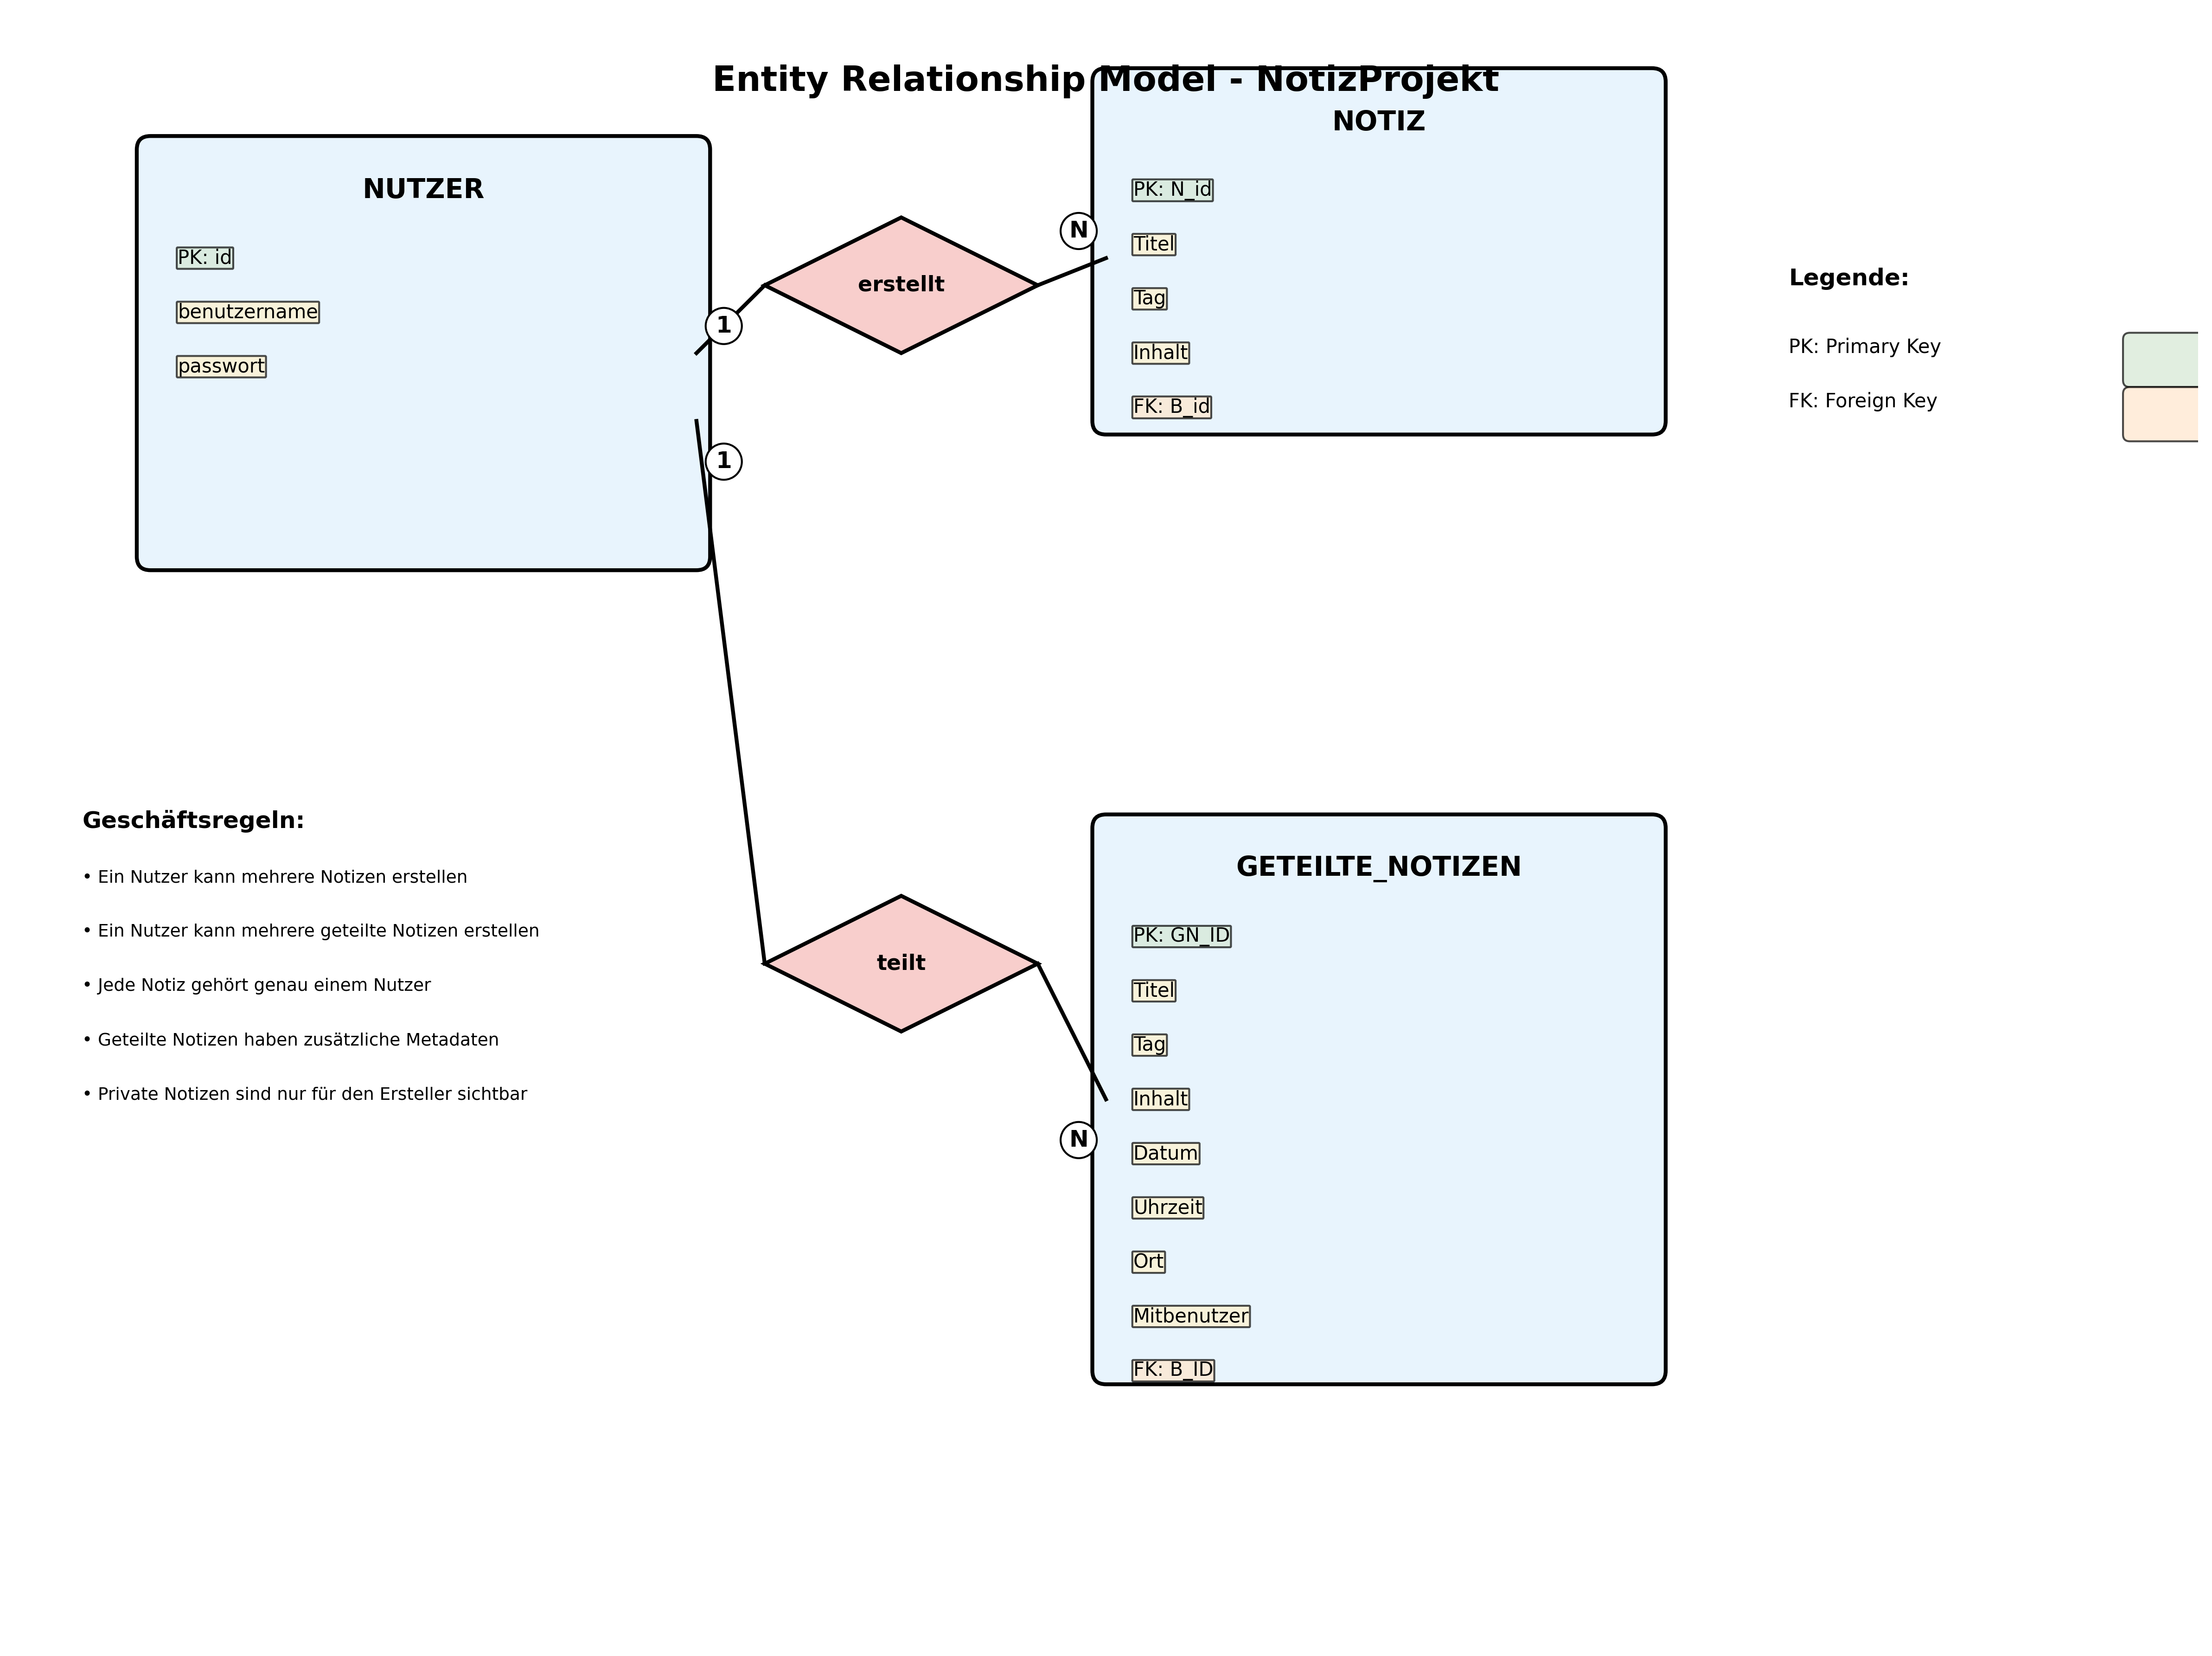 Entity Relationship Model - NotizProjekt
NUTZER
PK: id
benutzername
passwort
1
1
erstellt
N
NOTIZ
PK: N_id
Titel
Tag
Inhalt
FK: B_id
Legende:
PK: Primary Key
FK: Foreign Key
Geschäftsregeln:
• Ein Nutzer kann mehrere Notizen erstellen
• Ein Nutzer kann mehrere geteilte Notizen erstellen
• Jede Notiz gehört genau einem Nutzer
• Geteilte Notizen haben zusätzliche Metadaten
• Private Notizen sind nur für den Ersteller sichtbar
teilt
N
GETEILTE_NOTIZEN
PK: GN_ID
Titel
Tag
Inhalt
Datum
Uhrzeit
Ort
Mitbenutzer
FK: B_ID